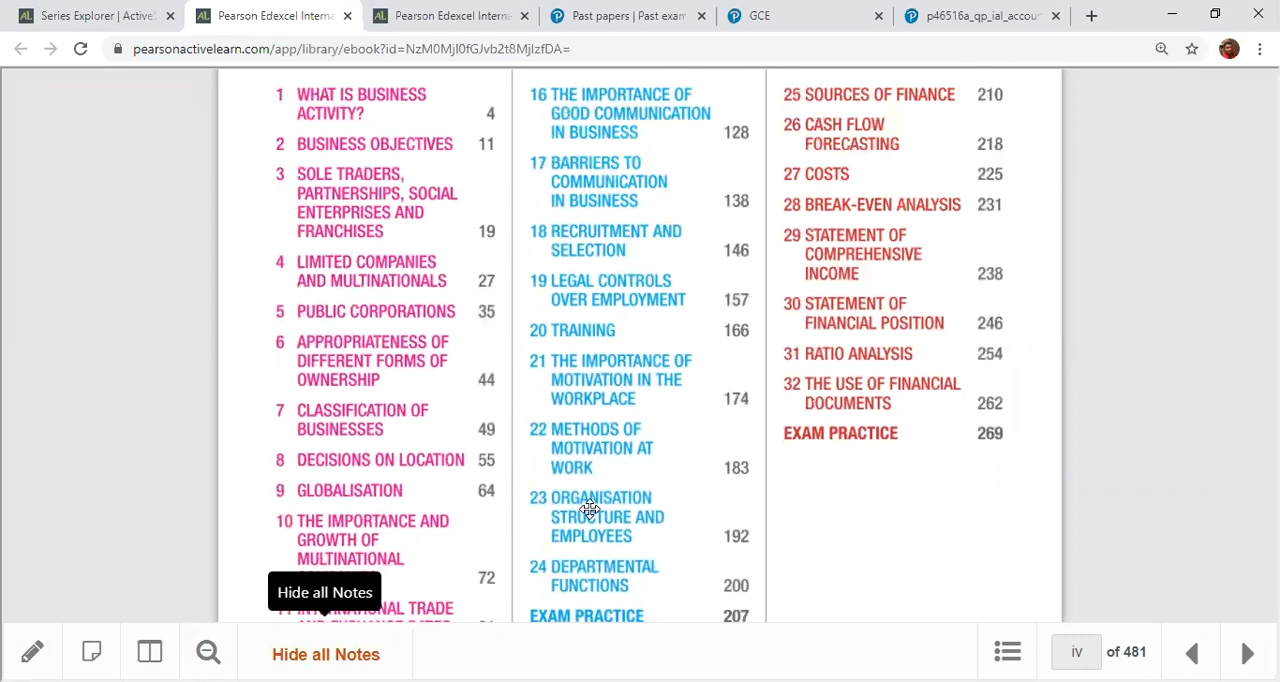 Series Explorer | Active
Pearson Edexcel Interna
Pearson Edexcel Interna
Past papers | Past exam
GCE
p46516a_qp_ial_accou
pearsonactivelearn.com/app/library/ebook?id=NzM0MjI0fGJvb2t8MjIzfDA=
1 WHAT IS BUSINESS
ACTIVITY? 4
2 BUSINESS OBJECTIVES 11
3 SOLE TRADERS,
PARTNERSHIPS, SOCIAL
ENTERPRISES AND
FRANCHISES 19
4 LIMITED COMPANIES
AND MULTINATIONALS 27
5 PUBLIC CORPORATIONS 35
6 APPROPRIATENESS OF
DIFFERENT FORMS OF
OWNERSHIP 44
7 CLASSIFICATION OF
BUSINESSES 49
8 DECISIONS ON LOCATION 55
9 GLOBALISATION 64
10 THE IMPORTANCE AND
GROWTH OF
MULTINATIONAL
72
NAL TRADE
16 THE IMPORTANCE OF
GOOD COMMUNICATION
IN BUSINESS 128
17 BARRIERS TO
COMMUNICATION
IN BUSINESS 138
18 RECRUITMENT AND
SELECTION 146
19 LEGAL CONTROLS
OVER EMPLOYMENT 157
20 TRAINING 166
21 THE IMPORTANCE OF
MOTIVATION IN THE
WORKPLACE 174
22 METHODS OF
MOTIVATION AT
WORK 183
23 ORGANISATION
STRUCTURE AND
EMPLOYEES 192
24 DEPARTMENTAL
FUNCTIONS 200
EXAM PRACTICE 207
25 SOURCES OF FINANCE 210
26 CASH FLOW
FORECASTING 218
27 COSTS 225
28 BREAK-EVEN ANALYSIS 231
29 STATEMENT OF
COMPREHENSIVE
INCOME 238
30 STATEMENT OF
FINANCIAL POSITION 246
31 RATIO ANALYSIS 254
32 THE USE OF FINANCIAL
DOCUMENTS 262
EXAM PRACTICE 269
Hide all Notes
Hide all Notes
iv of 481